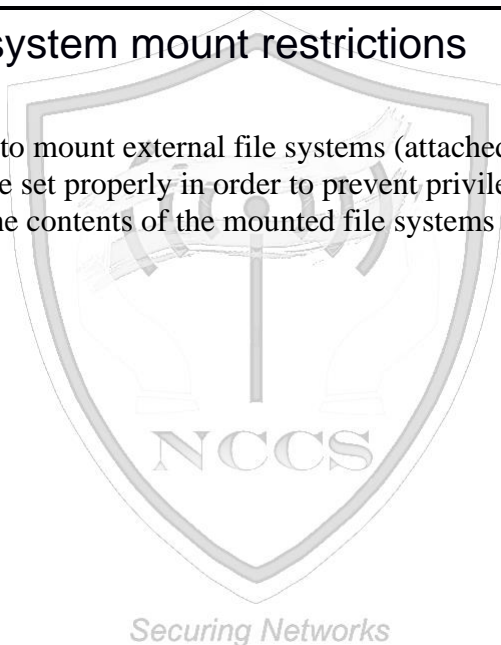 system mount restrictions
to mount external file systems (attached
e set properly in order to prevent privile
ne contents of the mounted file systems
NCCS
Securing Networks